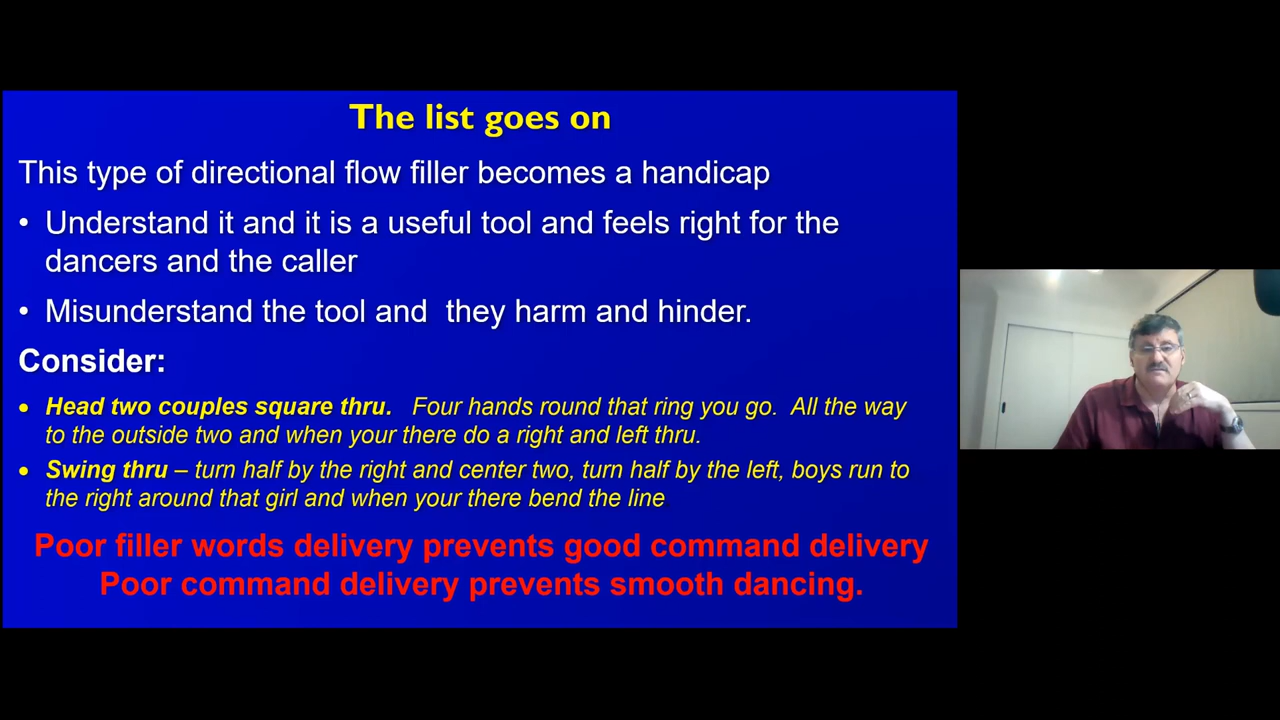 The list goes on
This type of directional flow filler becomes a handicap
• Understand it and it is a useful tool and feels right for the
dancers and the caller
• Misunderstand the tool and  they harm and hinder.
Consider:
• Head two couples square thru.   Four hands round that ring you go.  All the way
to the outside two and when your there do a right and left thru.
• Swing thru – turn half by the right and center two, turn half by the left, boys run to
the right around that girl and when your there bend the line
Poor filler words delivery prevents good command delivery
Poor command delivery prevents smooth dancing.